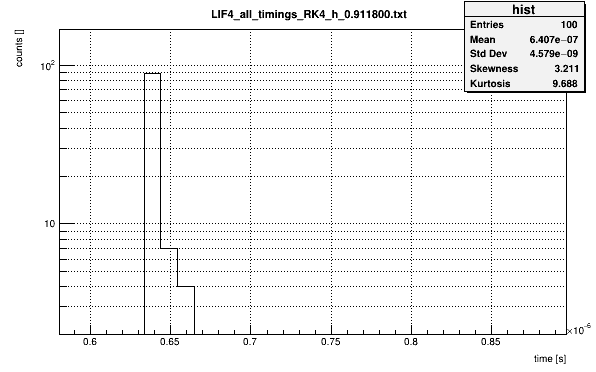 LIF4_all_timings_RK4_h_0.911800.txt
hist
Entries 100
Mean 6.407e−07
Std Dev 4.579e−09
Skewness 3.211
Kurtosis 9.688
counts []
10²
10
0.6 0.65 0.7 0.75 0.8 0.85
×10⁻⁶
time [s]